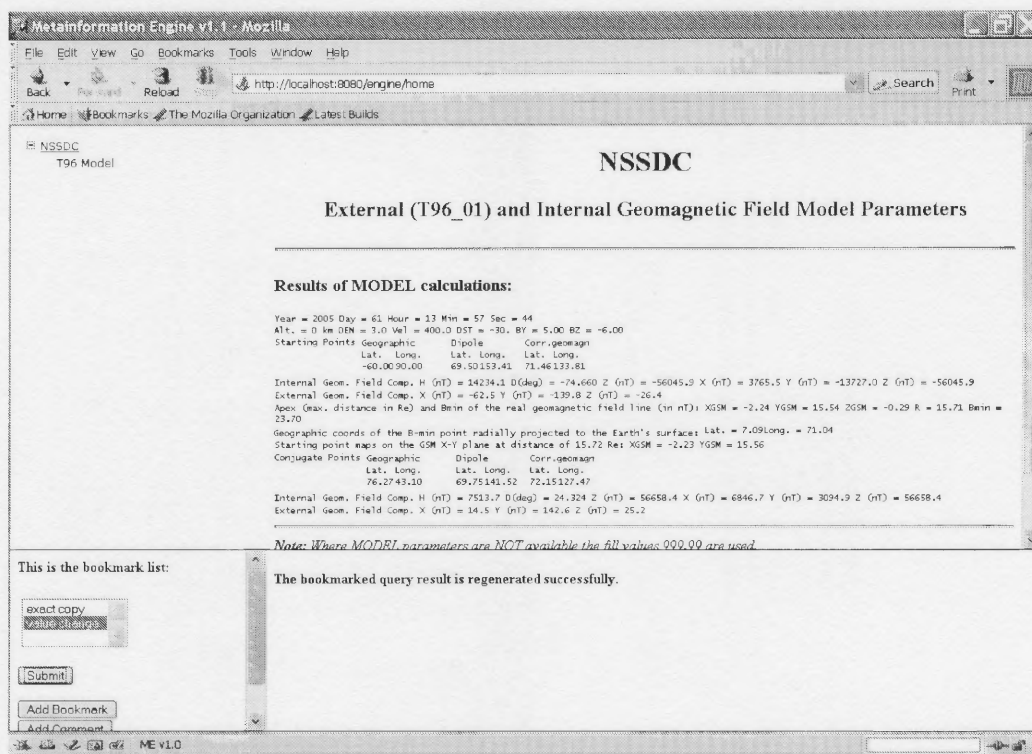 Metainformation Engine v1.1 - Mozilla
File Edit View Go Bookmarks Tools Window Help
Back Forward Reload Stop http://localhost:8080/engine/home Search Print
Home Bookmarks The Mozilla Organization Latest Builds
NSSDC
T96 Model
NSSDC
External (T96_01) and Internal Geomagnetic Field Model Parameters
Results of MODEL calculations:
Year = 2005 Day = 61 Hour = 13 Min = 57 Sec = 44
Alt. = 0 km DEN = 3.0 Vel = 400.0 DST = -30. BY = 5.00 BZ = -6.00
Starting Points Geographic Dipole Corr.geomagn
Lat. Long. Lat. Long. Lat. Long.
-60.00 90.00 69.50153.41 71.46133.81
Internal Geom. Field Comp. H (nT) = 14234.1 D(deg) = -74.660 Z (nT) = -56045.9 X (nT) = 3765.5 Y (nT) = -13727.0 Z (nT) = -56045.9
External Geom. Field Comp. X (nT) = -62.5 Y (nT) = -139.8 Z (nT) = -26.4
Apex (max. distance in Re) and Bmin of the real geomagnetic field line (in nT): XGSM = -2.24 YGSM = 15.54 ZGSM = -0.29 R = 15.71 Bmin =
23.70
Geographic coords of the B-min point radially projected to the Earth's surface: Lat. = 7.09Long. = 71.04
Starting point maps on the GSM X-Y plane at distance of 15.72 Re: XGSM = -2.23 YGSM = 15.56
Conjugate Points Geographic Dipole Corr.geomagn
Lat. Long. Lat. Long. Lat. Long.
76.2743.10 69.75141.52 72.15127.47
Internal Geom. Field Comp. H (nT) = 7513.7 D(deg) = 24.324 Z (nT) = 56658.4 X (nT) = 6846.7 Y (nT) = 3094.9 Z (nT) = 56658.4
External Geom. Field Comp. X (nT) = 14.5 Y (nT) = 142.6 Z (nT) = 25.2
Note: Where MODEL parameters are NOT available the fill values 999.99 are used.
This is the bookmark list:
exact copy
value change
Submit
Add Bookmark
Add Comment
The bookmarked query result is regenerated successfully.
ME v1.0